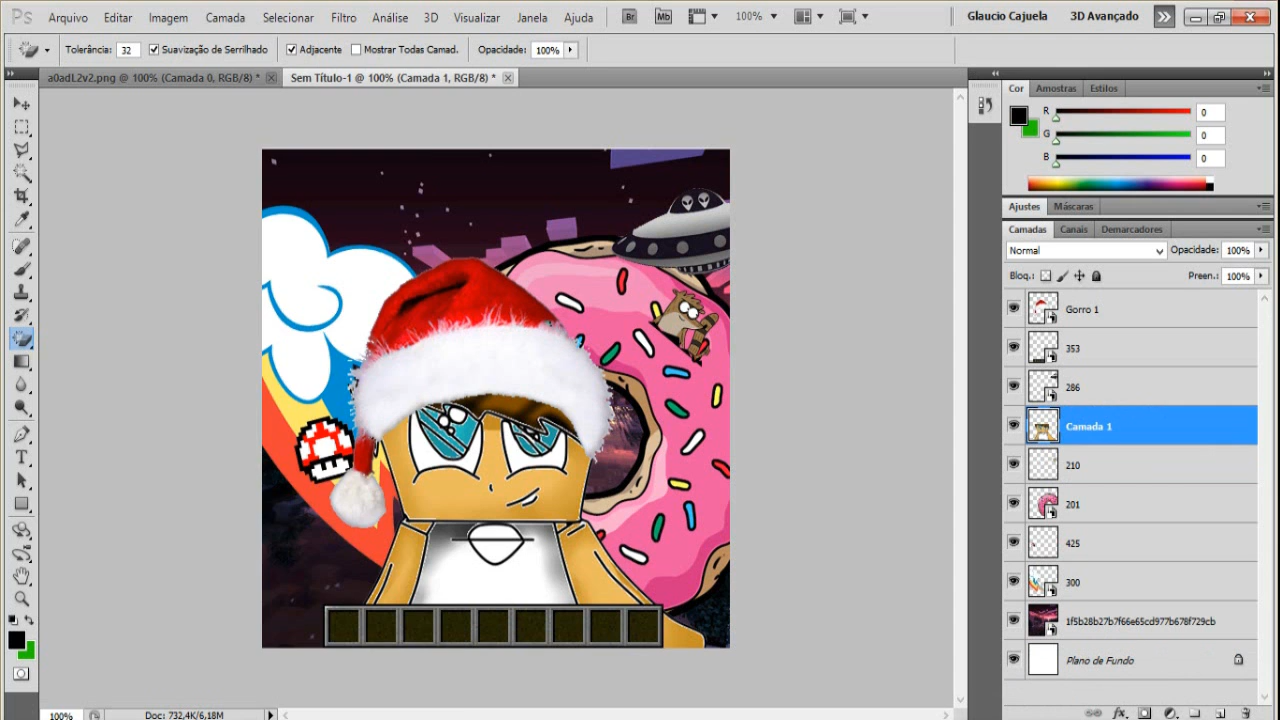 Ps Arquivo Editar Imagem Camada Selecionar Filtro Análise 3D Visualizar Janela Ajuda Br Mb 100% Glaucio Cajuela 3D Avançado
Tolerância: 32 Suavização de Serrilhado Adjacente Mostrar Todas Camad. Opacidade: 100%
a0adL2v2.png @ 100% (Camada 0, RGB/8) * Sem Título-1 @ 100% (Camada 1, RGB/8) *
Cor Amostras Estilos
R 0
G 0
B 0
Ajustes Máscaras
Camadas Canais Demarcadores
Normal Opacidade: 100%
Bloq.: Preen.: 100%
Gorro 1
353
286
Camada 1
210
201
425
300
1f5b28b27b7f66e65cd977b678f729cb
Plano de Fundo
100% Doc: 732,4K/6,18M